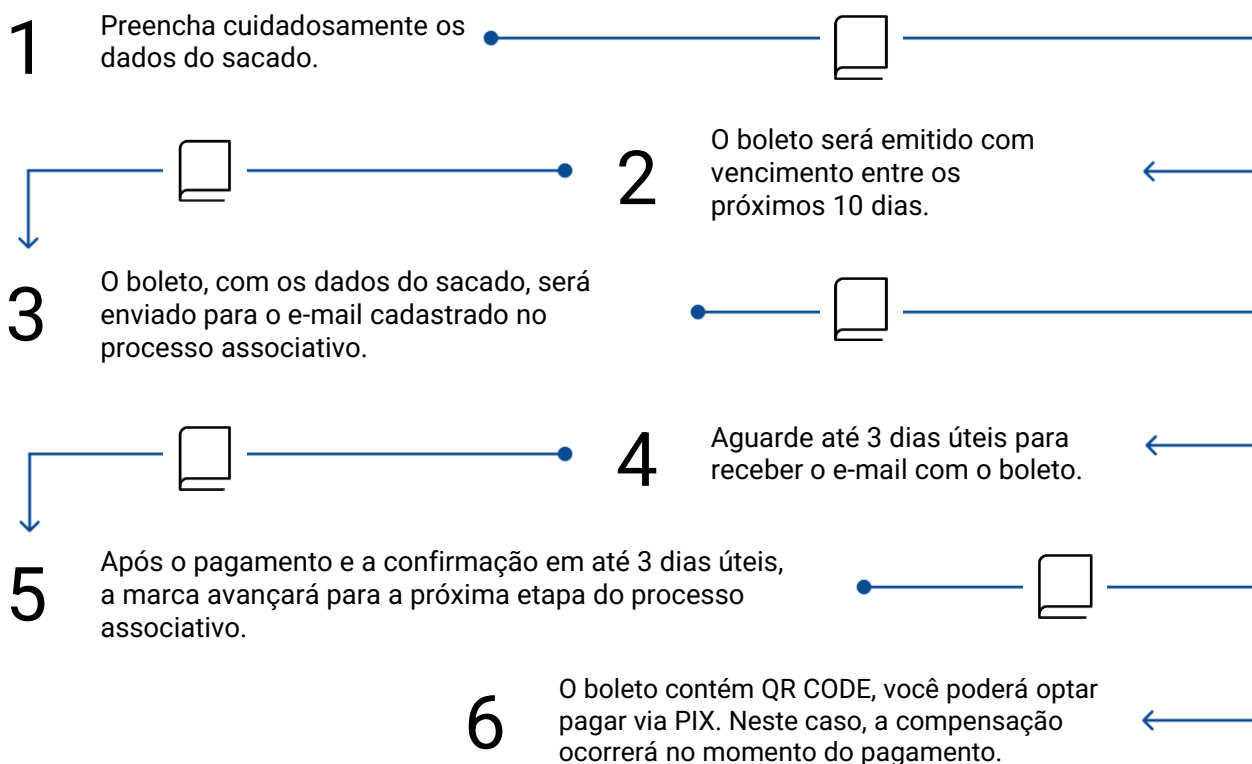 1
Preencha cuidadosamente os
dados do sacado.
2
O boleto será emitido com
vencimento entre os
próximos 10 dias.
3
O boleto, com os dados do sacado, será
enviado para o e-mail cadastrado no
processo associativo.
4
Aguarde até 3 dias úteis para
receber o e-mail com o boleto.
5
Após o pagamento e a confirmação em até 3 dias úteis,
a marca avançará para a próxima etapa do processo
associativo.
6
O boleto contém QR CODE, você poderá optar
pagar via PIX. Neste caso, a compensação
ocorrerá no momento do pagamento.